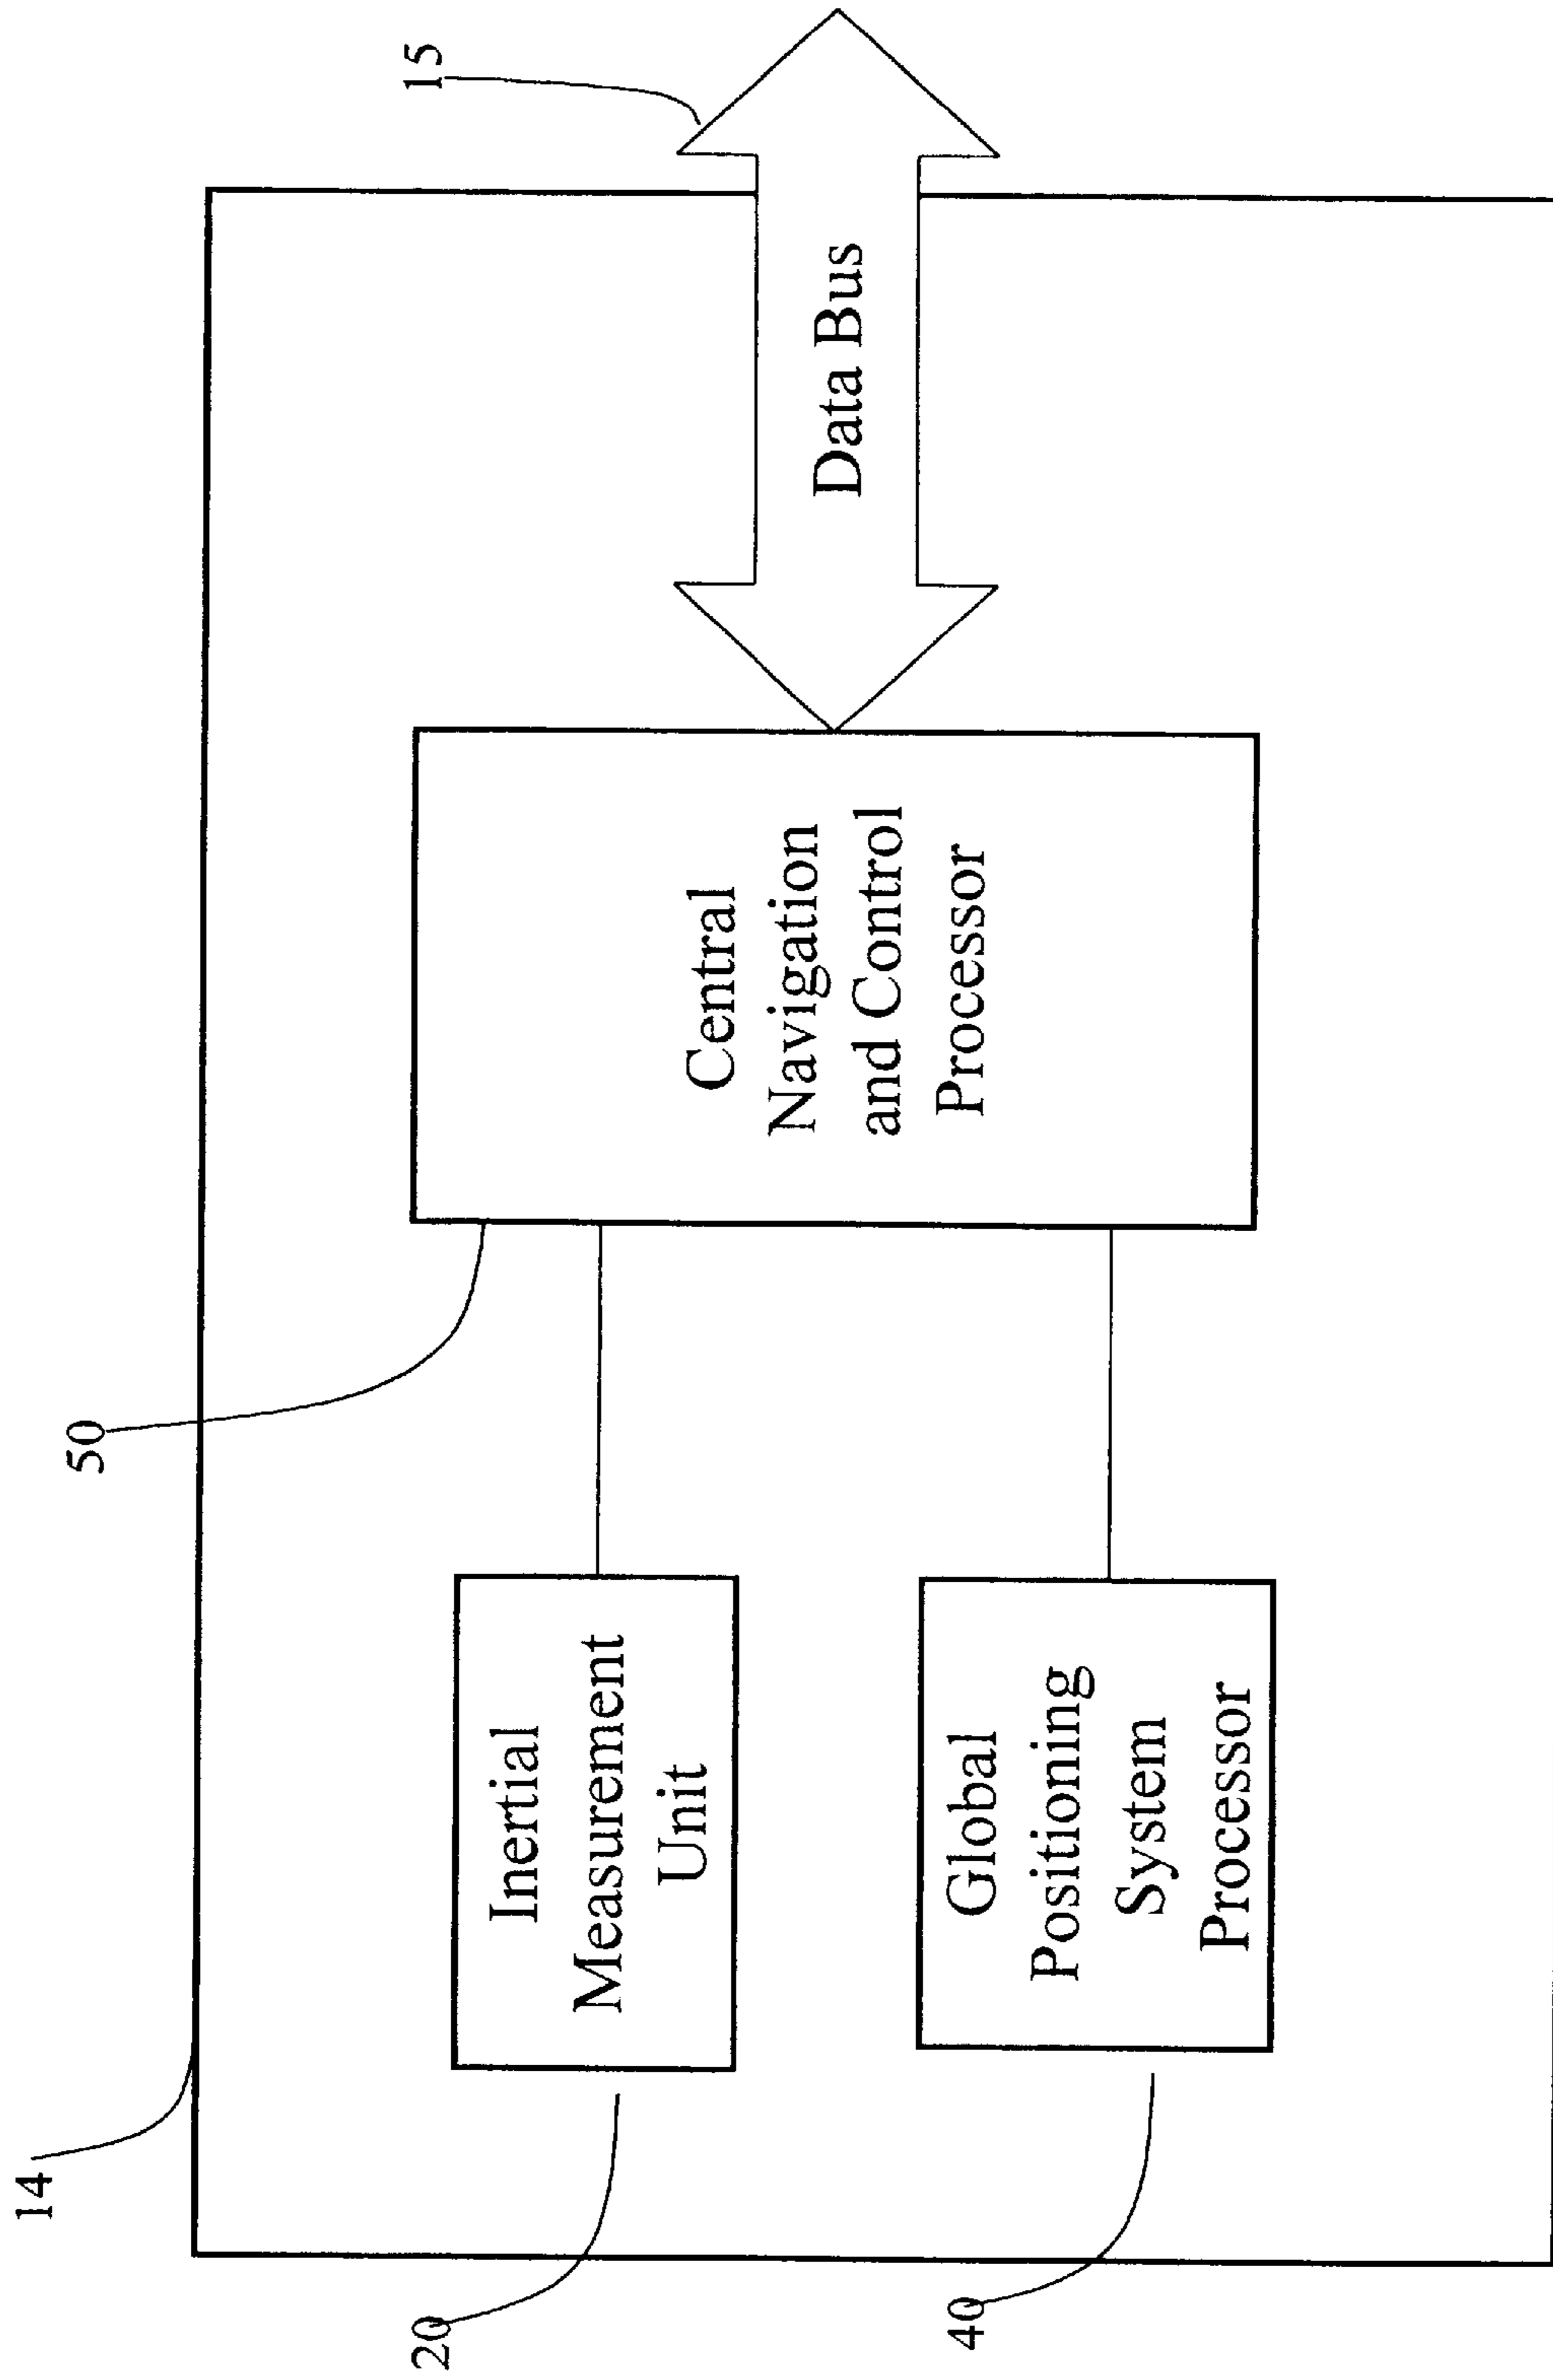 14
50
15
20
Inertial
Measurement
Unit
Central
Navigation
and Control
Processor
Data Bus
40
Global
Positioning
System
Processor